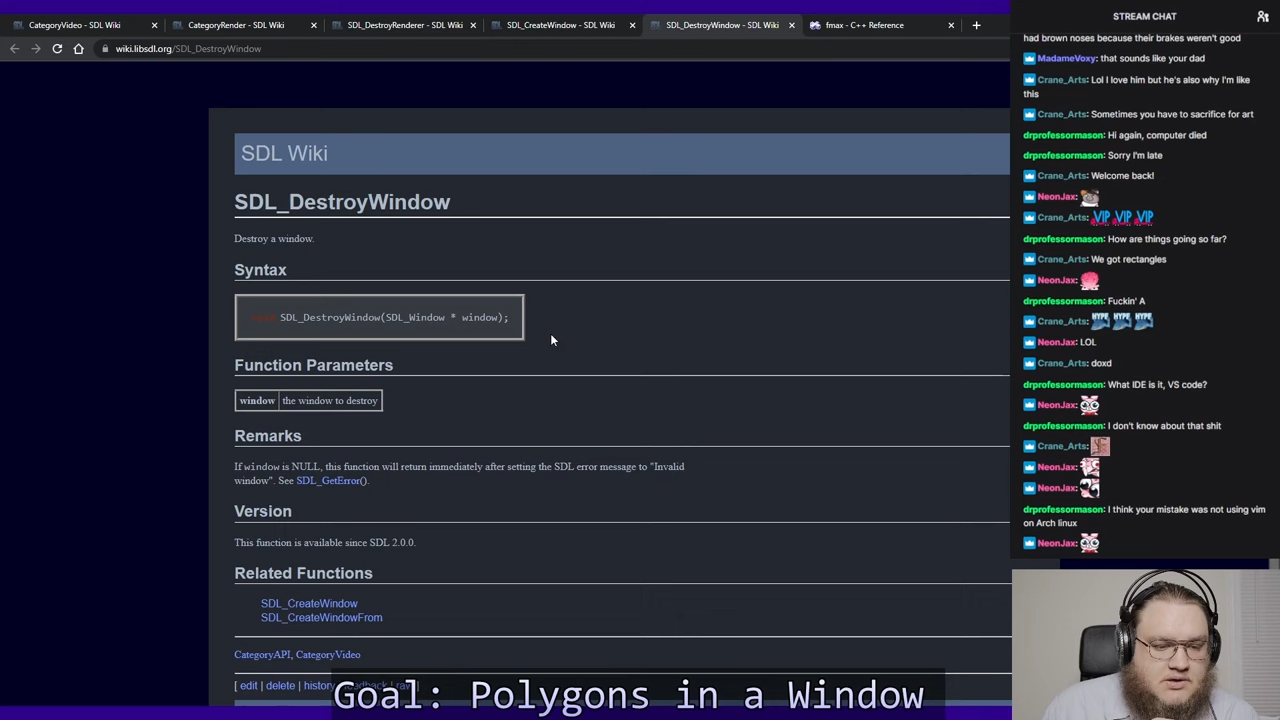 CategoryVideo - SDL Wiki
CategoryRender - SDL Wiki
SDL_DestroyRenderer - SDL Wiki
SDL_CreateWindow - SDL Wiki
SDL_DestroyWindow - SDL Wiki
fmax - C++ Reference
wiki.libsdl.org/SDL_DestroyWindow
SDL Wiki
SDL_DestroyWindow
Destroy a window.
Syntax
void SDL_DestroyWindow(SDL_Window * window);
Function Parameters
window the window to destroy
Remarks
If window is NULL, this function will return immediately after setting the SDL error message to "Invalid
window". See SDL_GetError().
Version
This function is available since SDL 2.0.0.
Related Functions
SDL_CreateWindow
SDL_CreateWindowFrom
CategoryAPI, CategoryVideo
[ edit | delete | history | feedback | raw ]
Goal: Polygons in a Window
STREAM CHAT
had brown noses because their brakes weren't good
MadameVoxy: that sounds like your dad
Crane_Arts: Lol I love him but he's also why I'm like
this
Crane_Arts: Sometimes you have to sacrifice for art
drprofessormason: Hi again, computer died
drprofessormason: Sorry I'm late
Crane_Arts: Welcome back!
NeonJax:
Crane_Arts: VIP VIP VIP
drprofessormason: How are things going so far?
Crane_Arts: We got rectangles
NeonJax:
drprofessormason: Fuckin' A
Crane_Arts: HYPE HYPE HYPE
NeonJax: LOL
Crane_Arts: doxd
drprofessormason: What IDE is it, VS code?
NeonJax:
drprofessormason: I don't know about that shit
Crane_Arts:
NeonJax:
NeonJax:
drprofessormason: I think your mistake was not using vim
on Arch linux
NeonJax: